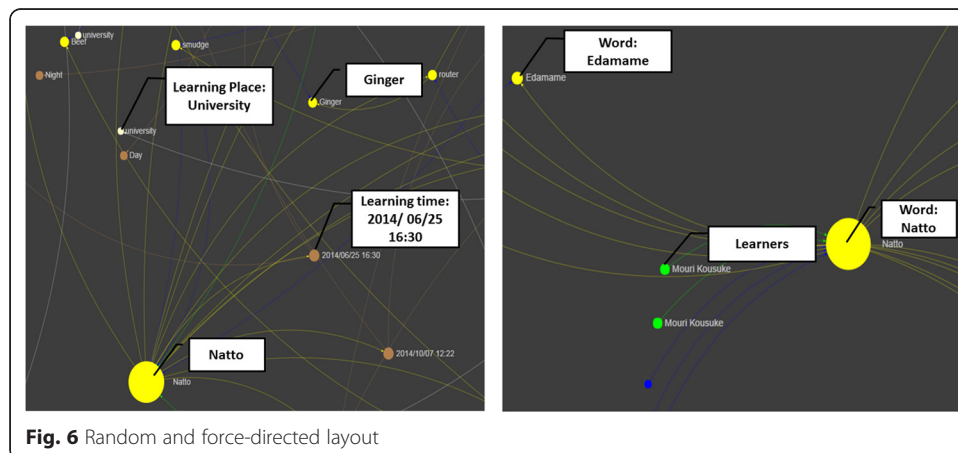 university
Beef
smudge
Night
Learning Place:
University
Ginger
router
Ginger
university
Day
Learning time:
2014/ 06/25
16:30
2014/06/25 16:30
2014/10/07 12:22
Natto
Natto
Word:
Edamame
Edamame
Word:
Natto
Natto
Learners
Mouri Kousuke
Mouri Kousuke
Fig. 6 Random and force-directed layout